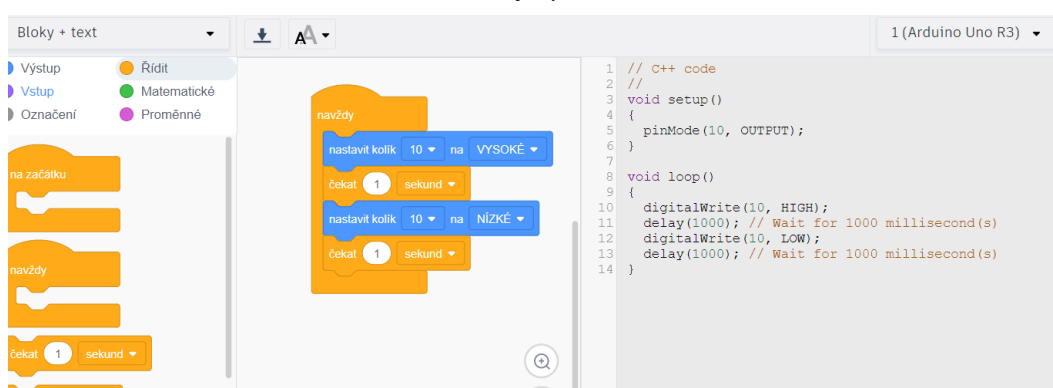 Bloky + text
1 (Arduino Uno R3)
Výstup
Řídit
Vstup
Matematické
Označení
Proměnné
na začátku
navždy
čekat 1 sekund
navždy
nastavit kolík 10 na VYSOKÉ
čekat 1 sekund
nastavit kolík 10 na NÍZKÉ
čekat 1 sekund
1 // C++ code
2 //
3 void setup()
4 {
5 pinMode(10, OUTPUT);
6 }
7
8 void loop()
9 {
10 digitalWrite(10, HIGH);
11 delay(1000); // Wait for 1000 millisecond(s)
12 digitalWrite(10, LOW);
13 delay(1000); // Wait for 1000 millisecond(s)
14 }